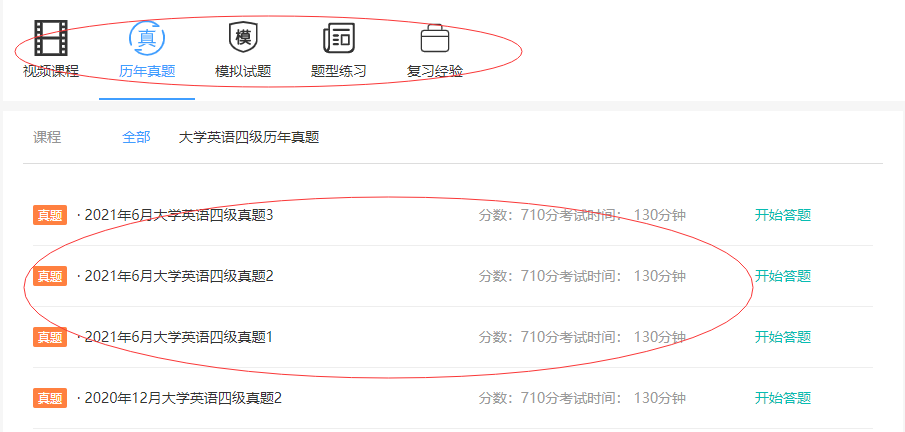 真 模
视频课程 历年真题 模拟试题 题型练习 复习经验
课程 全部 大学英语四级历年真题
真题 · 2021年6月大学英语四级真题3 分数：710分考试时间： 130分钟 开始答题
真题 · 2021年6月大学英语四级真题2 分数：710分考试时间： 130分钟 开始答题
真题 · 2021年6月大学英语四级真题1 分数：710分考试时间： 130分钟 开始答题
真题 · 2020年12月大学英语四级真题2 分数：710分考试时间： 130分钟 开始答题